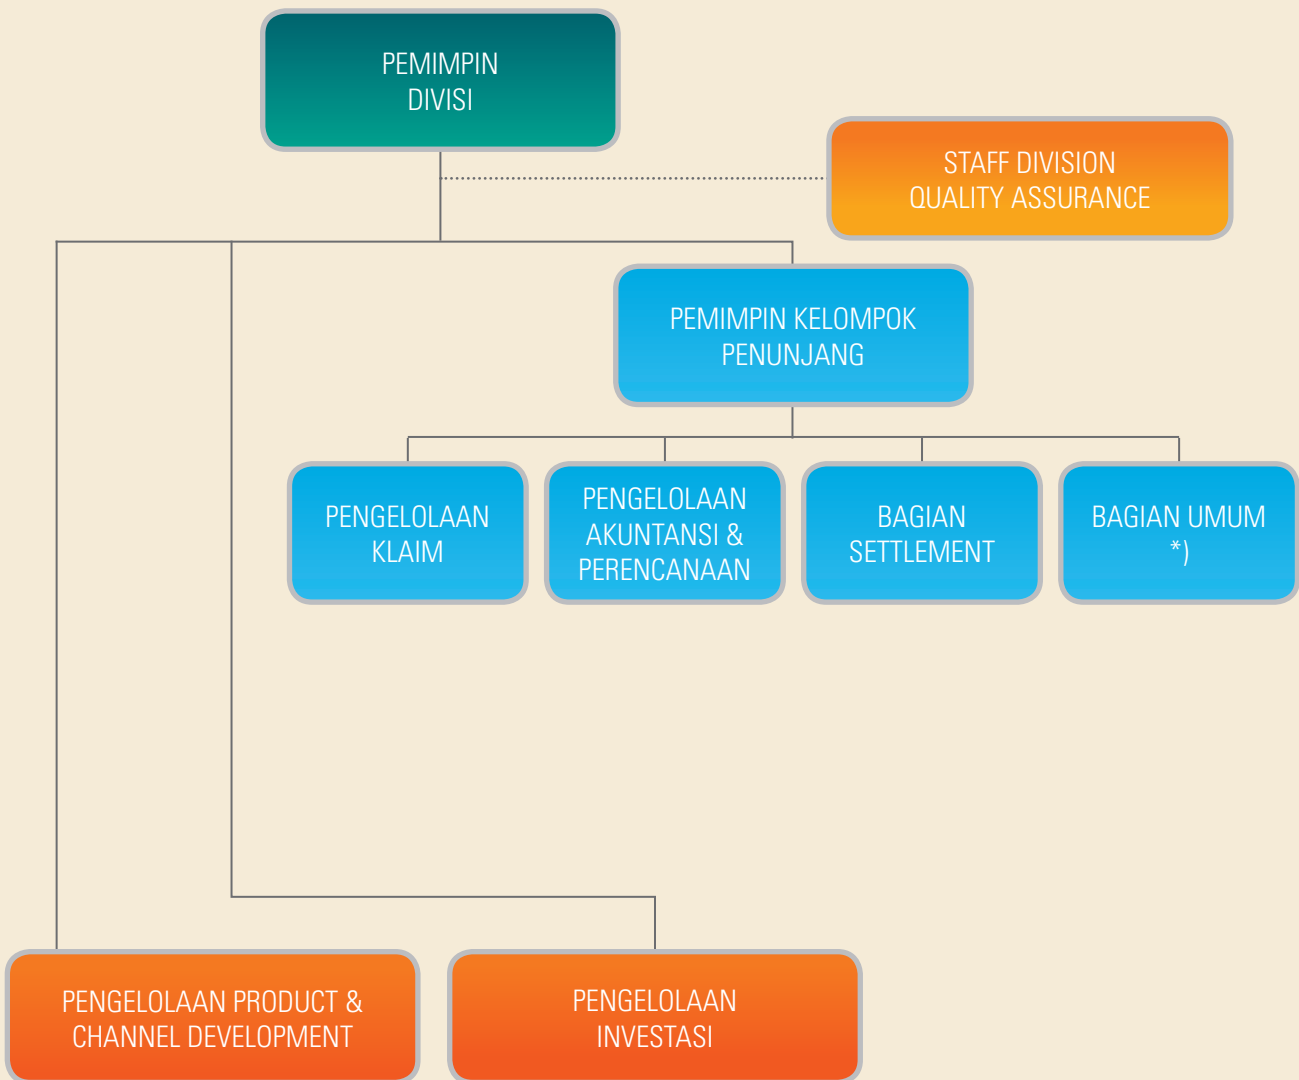 PEMIMPIN
DIVISI
STAFF DIVISION
QUALITY ASSURANCE
PEMIMPIN KELOMPOK
PENUNJANG
PENGELOLAAN
KLAIM
PENGELOLAAN
AKUNTANSI &
PERENCANAAN
BAGIAN
SETTLEMENT
BAGIAN UMUM
*)
PENGELOLAAN PRODUCT &
CHANNEL DEVELOPMENT
PENGELOLAAN
INVESTASI